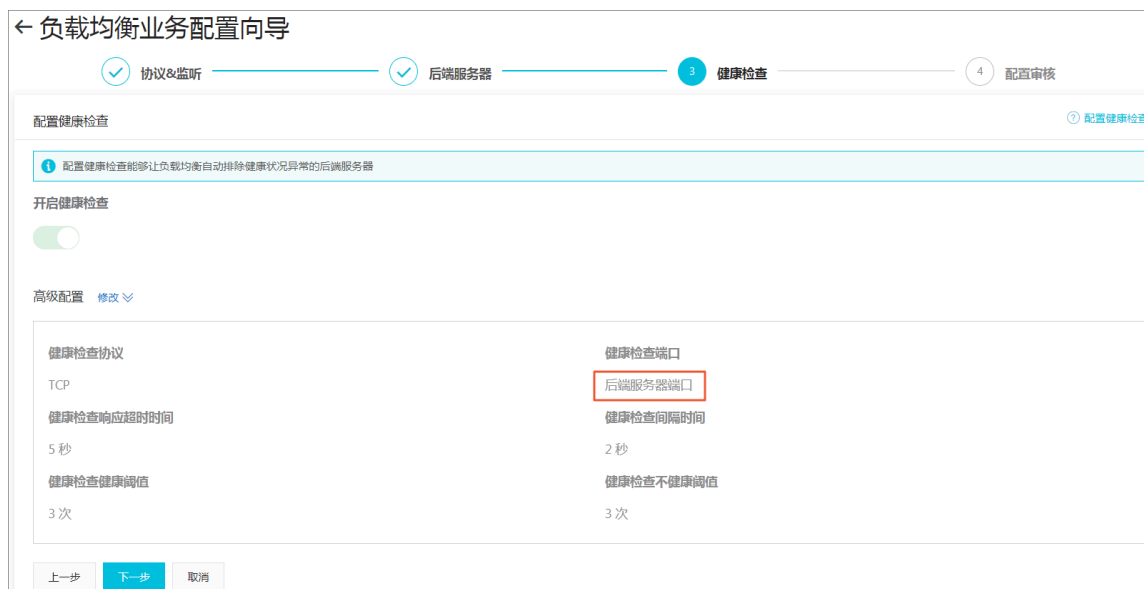 负载均衡业务配置向导
协议&监听
后端服务器
3 健康检查
4 配置审核
配置健康检查
配置健康检查
配置健康检查能够让负载均衡自动排除健康状况异常的后端服务器
开启健康检查
高级配置 修改
健康检查协议 健康检查端口
TCP 后端服务器端口
健康检查响应超时时间 健康检查间隔时间
5 秒 2 秒
健康检查健康阈值 健康检查不健康阈值
3 次 3 次
上一步 下一步 取消